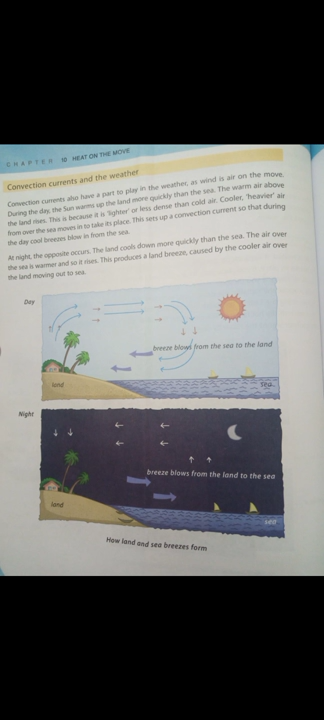 CHAPTER 10 HEAT ON THE MOVE
Convection currents and the weather
Convection currents also have a part to play in the weather, as wind is air on the move.
During the day, the Sun warms up the land more quickly than the sea. The warm air above
the land rises. This is because it is 'lighter' or less dense than cold air. Cooler, 'heavier' air
from over the sea moves in to take its place. This sets up a convection current so that during
the day cool breezes blow in from the sea.
At night, the opposite occurs. The land cools down more quickly than the sea. The air over
the sea is warmer and so it rises. This produces a land breeze, caused by the cooler air over
the land moving out to sea.
Day
breeze blows from the sea to the land
land
sea
Night
breeze blows from the land to the sea
land
How land and sea breezes form